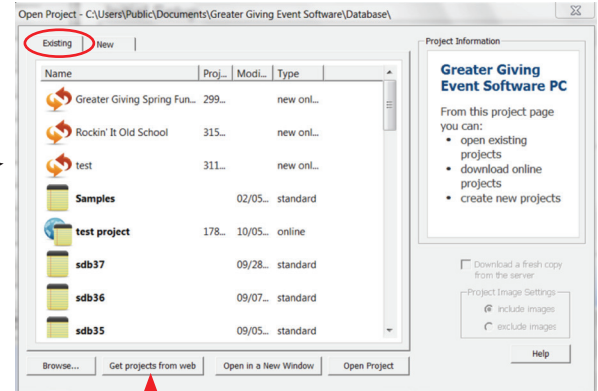 Open Project - C:\Users\Public\Documents\Greater Giving Event Software\Database\
Existing New
Name Proj... Modi... Type
Greater Giving Spring Fun... 299... new onl...
Rockin' It Old School 315... new onl...
test 311... new onl...
Samples 02/05... standard
test project 178... 10/05... online
sdb37 09/28... standard
sdb36 09/07... standard
sdb35 09/05... standard
Browse... Get projects from web Open in a New Window Open Project
Project Information
Greater Giving
Event Software PC
From this project page
you can:
• open existing
projects
• download online
projects
• create new projects
Download a fresh copy
from the server
Project Image Settings
include images
exclude images
Help